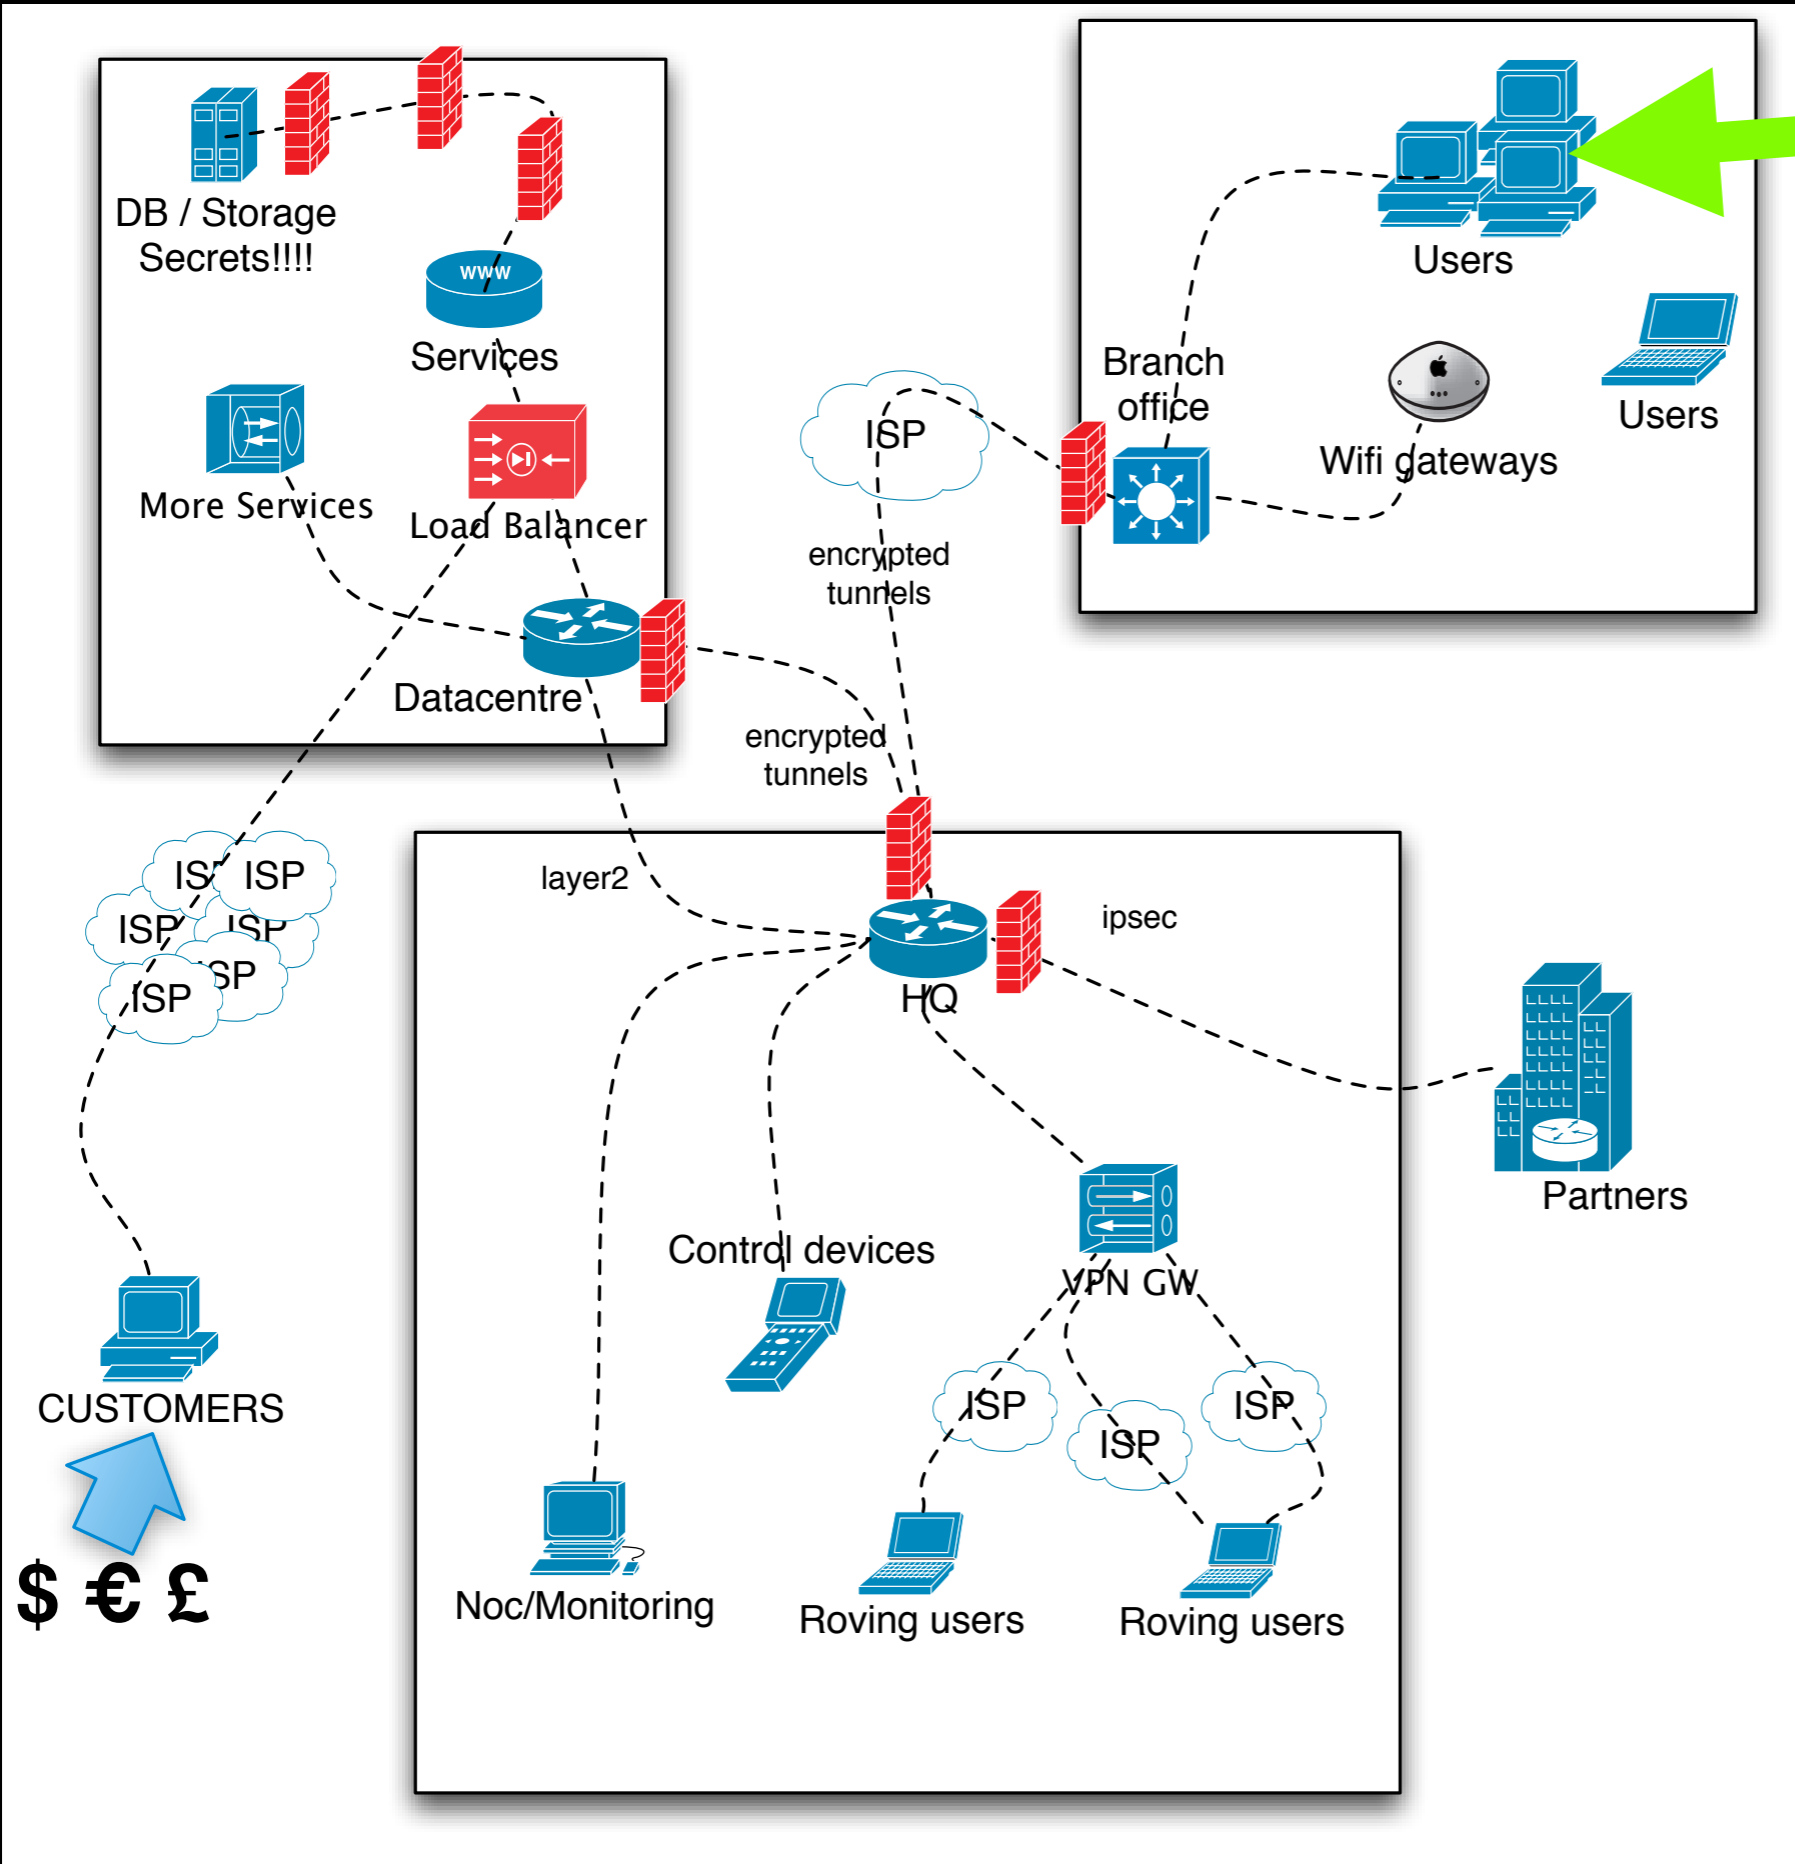 DB / Storage
Secrets!!!!
www
Services
More Services
Load Balancer
Datacentre
ISP
encrypted
tunnels
encrypted
tunnels
Branch
office
Users
Users
Wifi gateways
layer2
HQ
ipsec
Partners
ISP
ISP
ISP
ISP
ISP
CUSTOMERS
$ € £
Control devices
VPN GW
ISP
ISP
ISP
Noc/Monitoring
Roving users
Roving users